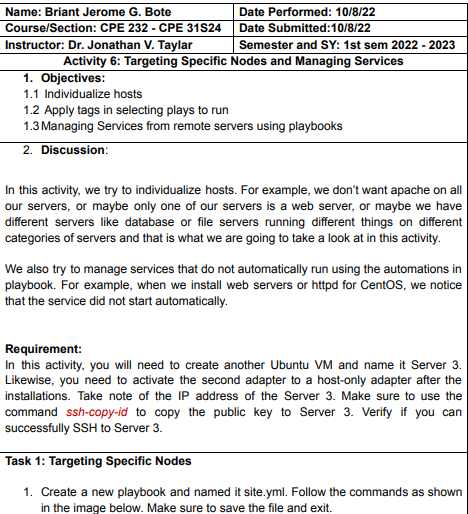 Name: Briant Jerome G. Bote
Date Performed: 10/8/22
Course/Section: CPE 232 - CPE 31S24
Date Submitted:10/8/22
Instructor: Dr. Jonathan V. Taylar
Semester and SY: 1st sem 2022 - 2023
Activity 6: Targeting Specific Nodes and Managing Services
1. Objectives:
1.1 Individualize hosts
1.2 Apply tags in selecting plays to run
1.3 Managing Services from remote servers using playbooks
2. Discussion:
In this activity, we try to individualize hosts. For example, we don't want apache on all
our servers, or maybe only one of our servers is a web server, or maybe we have
different servers like database or file servers running different things on different
categories of servers and that is what we are going to take a look at in this activity.
We also try to manage services that do not automatically run using the automations in
playbook. For example, when we install web servers or httpd for CentOS, we notice
that the service did not start automatically.
Requirement:
In this activity, you will need to create another Ubuntu VM and name it Server 3.
Likewise, you need to activate the second adapter to a host-only adapter after the
installations. Take note of the IP address of the Server 3. Make sure to use the
command ssh-copy-id to copy the public key to Server 3. Verify if you can
successfully SSH to Server 3.
Task 1: Targeting Specific Nodes
1. Create a new playbook and named it site.yml. Follow the commands as shown
in the image below. Make sure to save the file and exit.